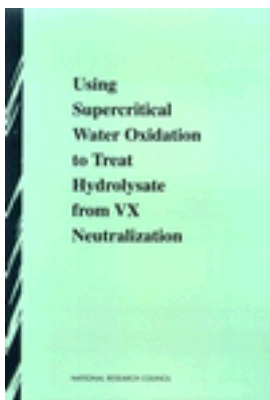 Using
Supercritical
Water Oxidation
to Treat
Hydrolysate
from VX
Neutralization
NATIONAL RESEARCH COUNCIL